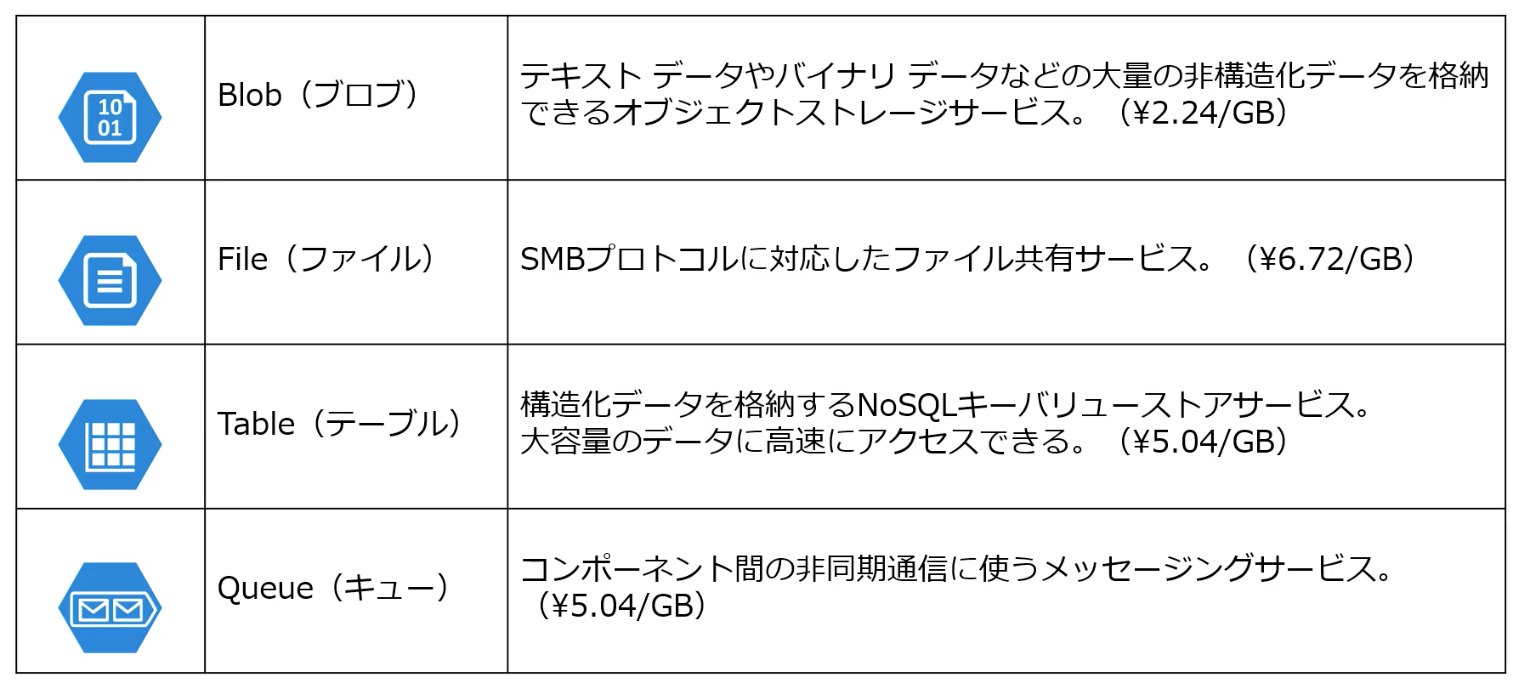 10
01
Blob（ブロブ）
テキスト データやバイナリ データなどの大量の非構造化データを格納
できるオブジェクトストレージサービス。（¥2.24/GB）
File（ファイル）
SMBプロトコルに対応したファイル共有サービス。（¥6.72/GB）
Table（テーブル）
構造化データを格納するNoSQLキーバリューストアサービス。
大容量のデータに高速にアクセスできる。（¥5.04/GB）
Queue（キュー）
コンポーネント間の非同期通信に使うメッセージングサービス。
（¥5.04/GB）